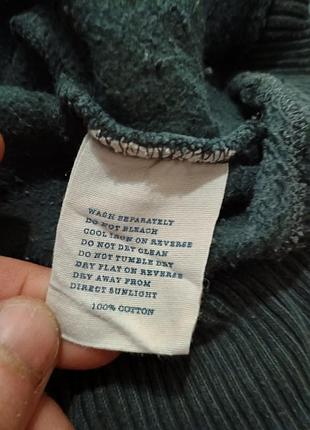 WASH SEPARATELY
DO NOT BLEACH
COOL IRON ON REVERSE
DO NOT DRY CLEAN
DO NOT TUMBLE DRY
DRY FLAT ON REVERSE
DRY AWAY FROM
DIRECT SUNLIGHT
100% COTTON